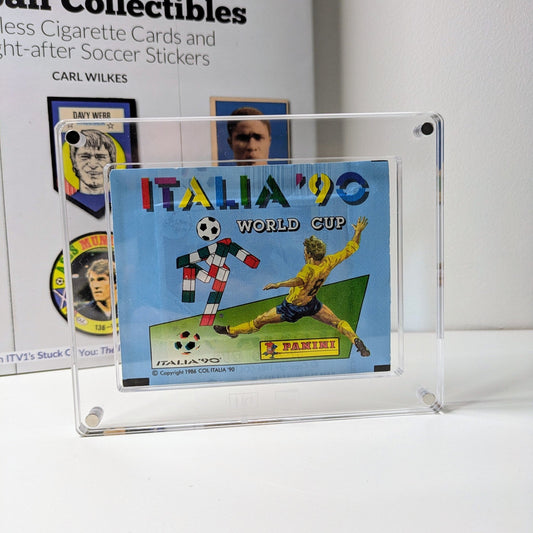 all Collectibles
less Cigarette Cards and
ght-after Soccer Stickers
CARL WILKES
DAVY WEBB
ITALIA '90
WORLD CUP
ITALIA '90
PANINI
© Copyright 1986 COL ITALIA '90
136
n ITV1's Stuck O
You: The